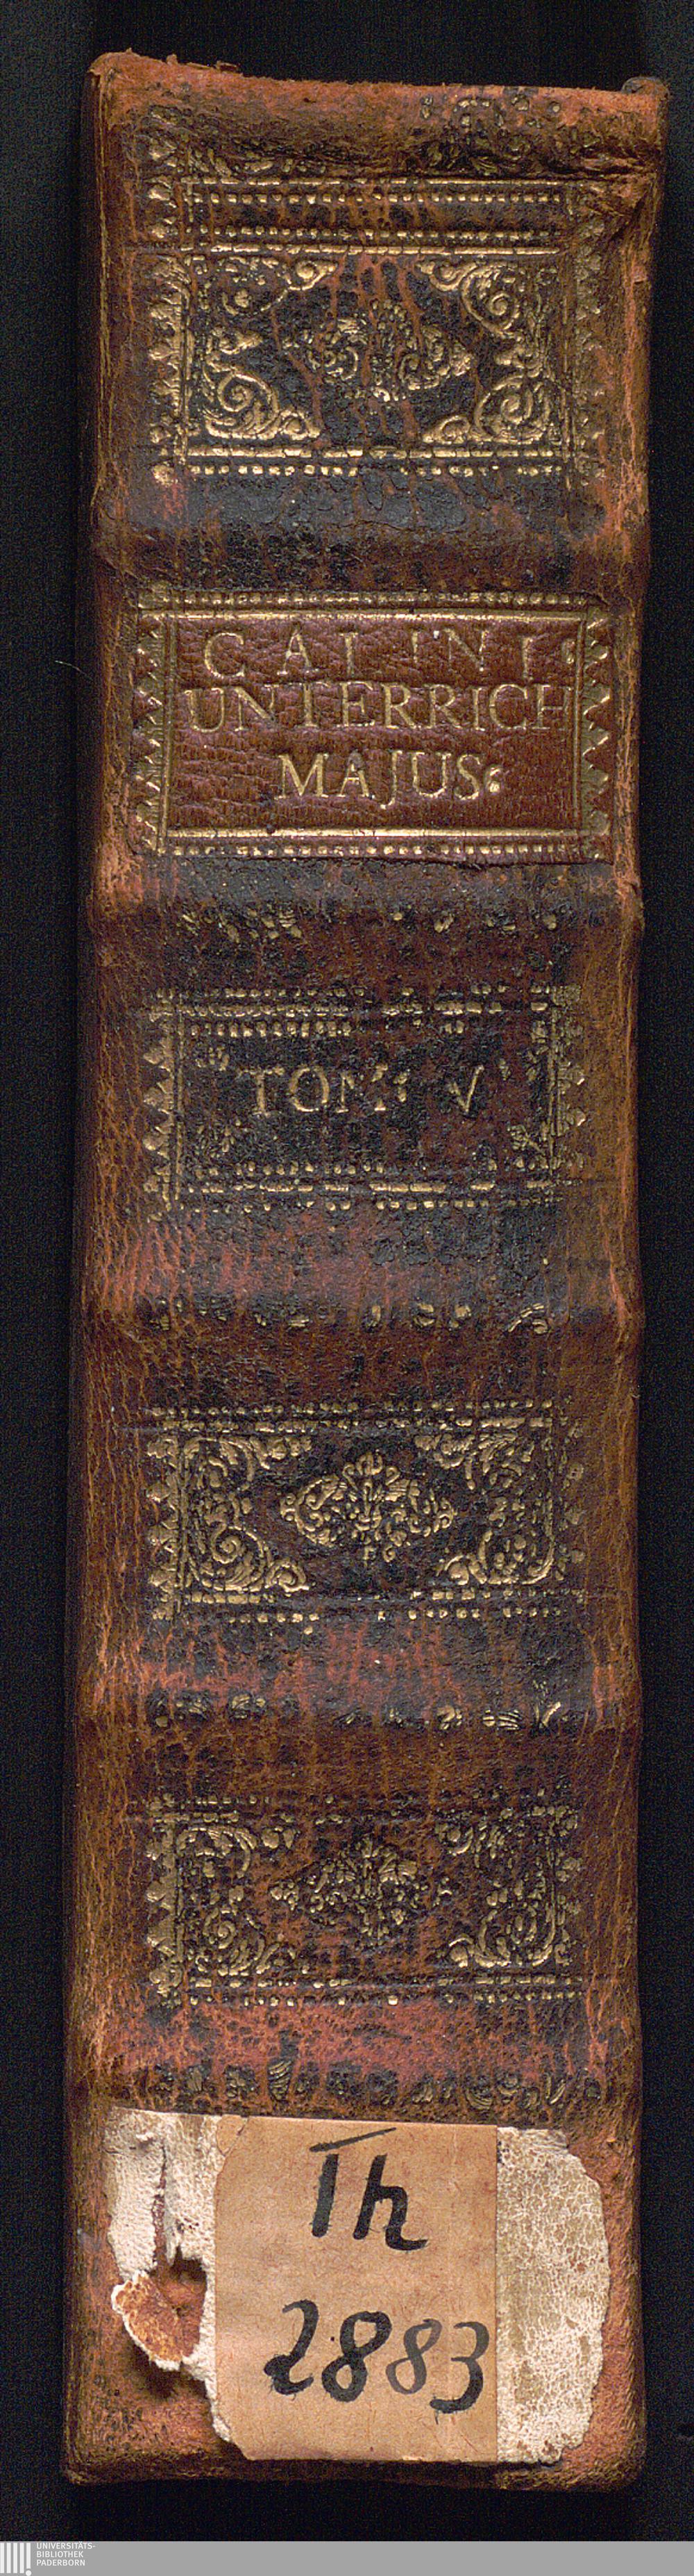 CALINI:
UNTERRICH
MAJUS:
TOM: V
Th
2883
UNIVERSITÄTS-
BIBLIOTHEK
PADERBORN